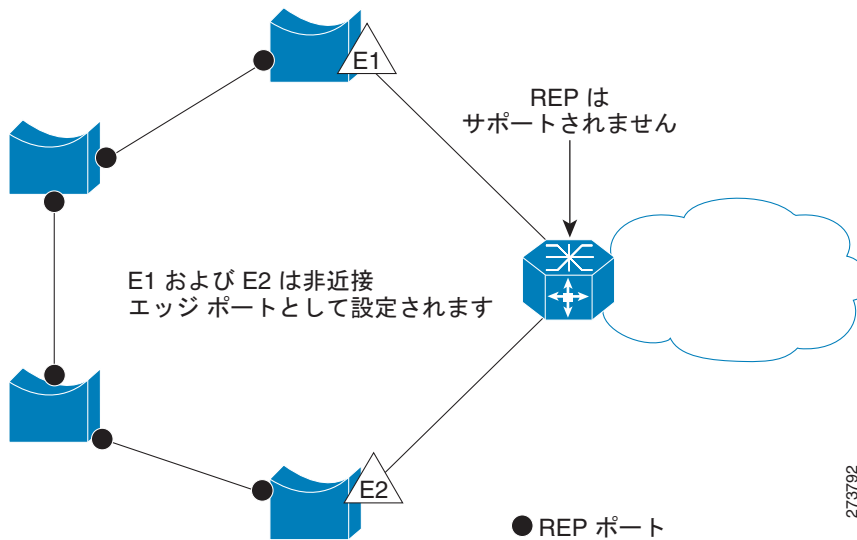 E1
REP は
サポートされません
E1 および E2 は非近接
エッジ ポートとして設定されます
E2
REP ポート
273792